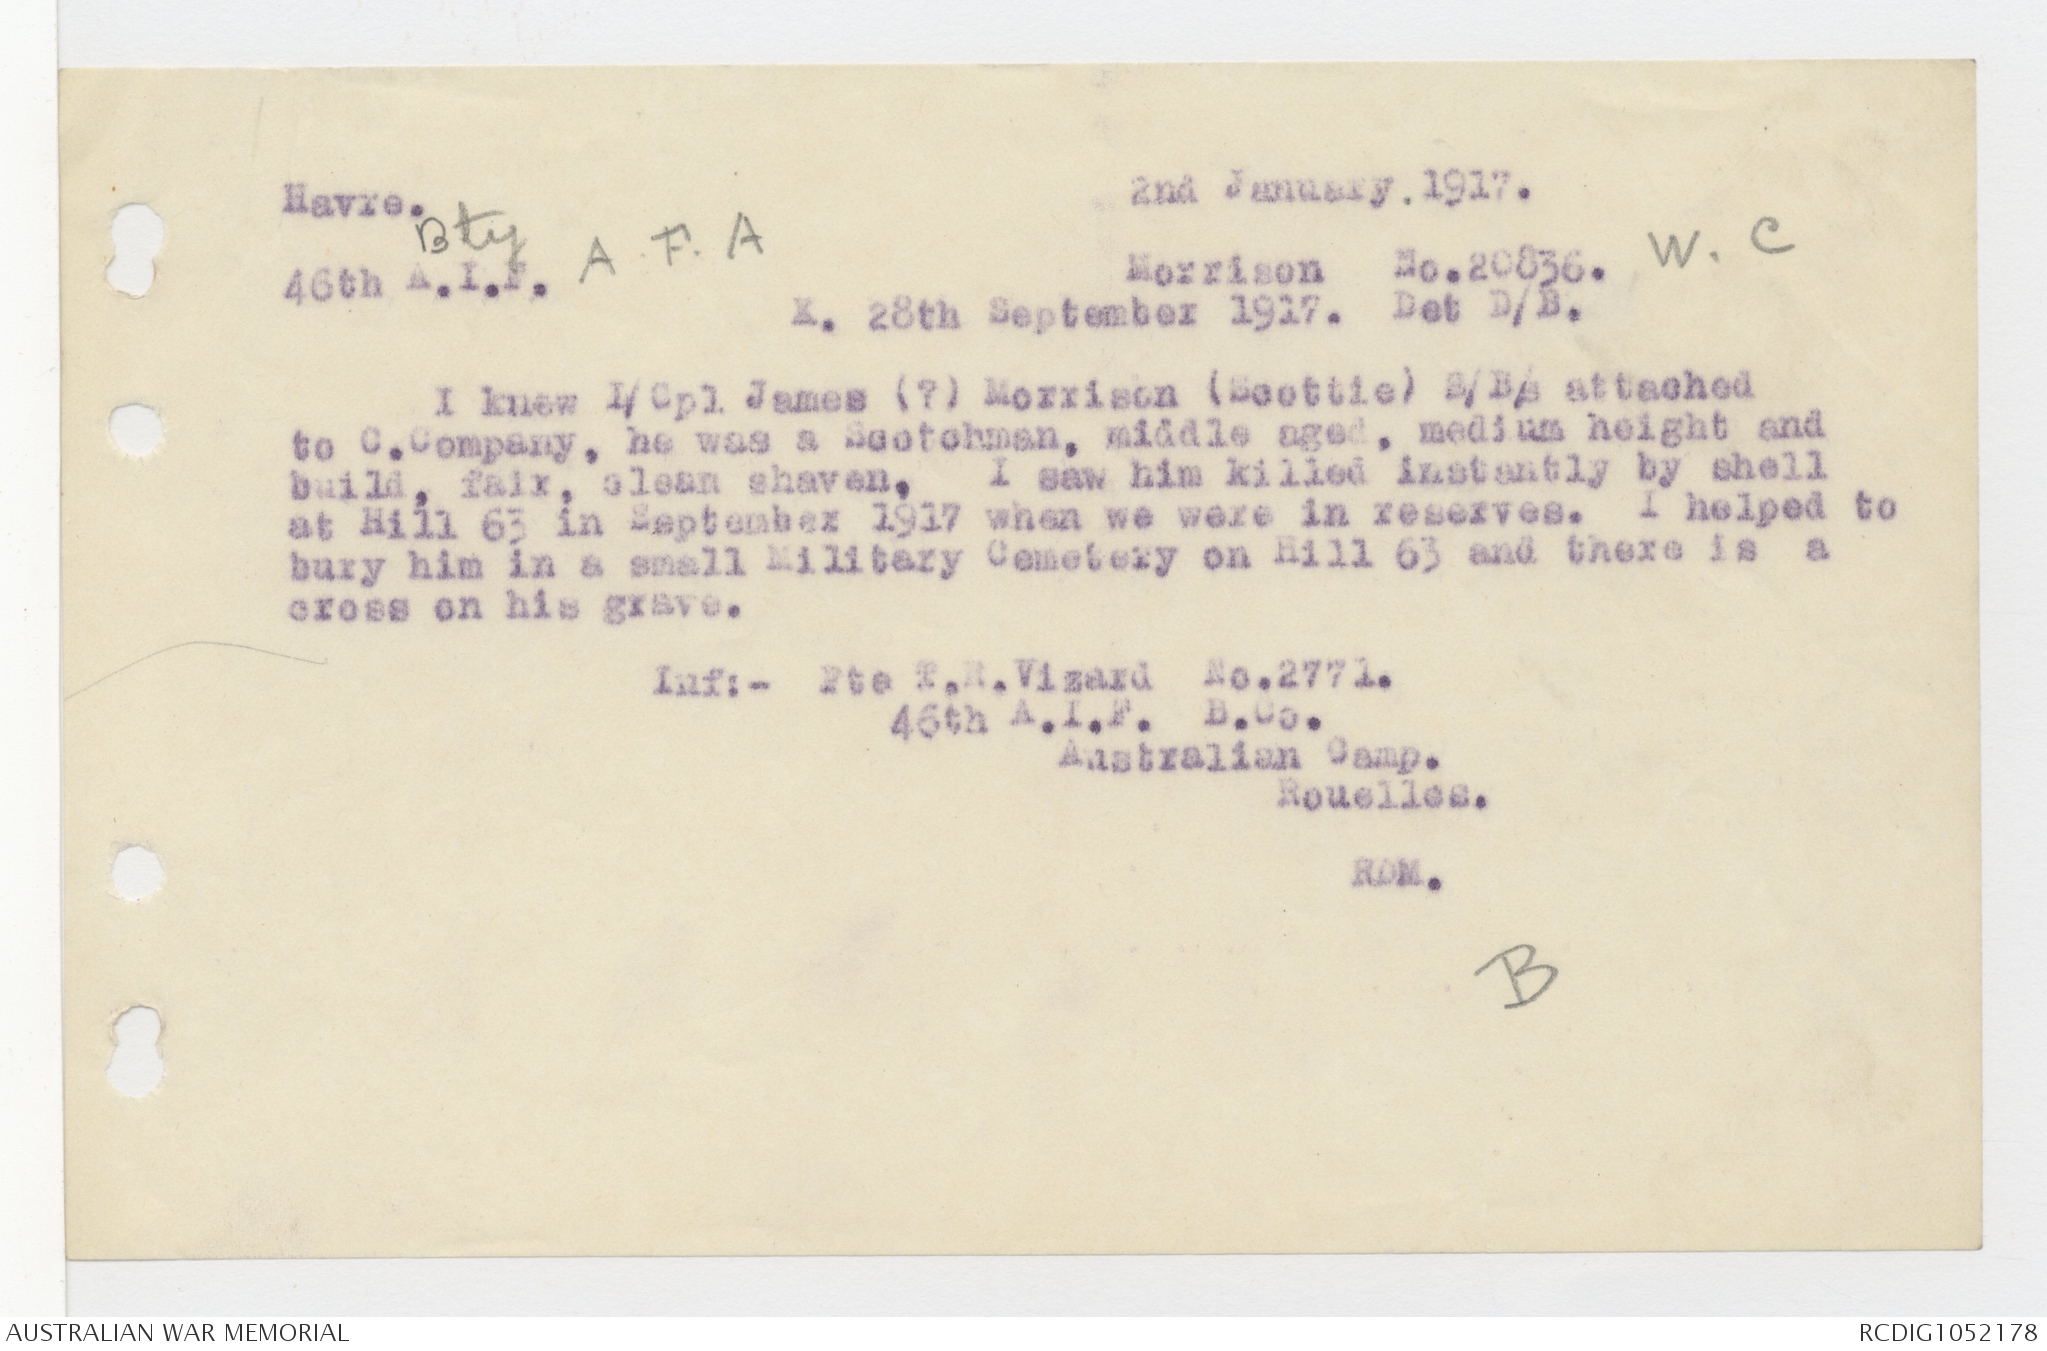 Havre.
2nd January.1917.
Bty A.F.A
46th A.I.F.
Morrison No.20836. W.C
K. 28th September 1917. Det D/B.
I knew L/Cpl James (?) Morrison (Scottie) S/B/s attached
to C.Company, he was a Scotchman, middle aged, medium height and
build, fair, clean shaven, I saw him killed instantly by shell
at Hill 63 in September 1917 when we were in reserves. I helped to
bury him in a small Military Cemetery on Hill 63 and there is a
cross on his grave.
Inf:- Pte T.R.Vizard No.2771.
46th A.I.F. B.Co.
Australian Camp.
Rouelles.
ROM.
B
AUSTRALIAN WAR MEMORIAL
RCDIG1052178